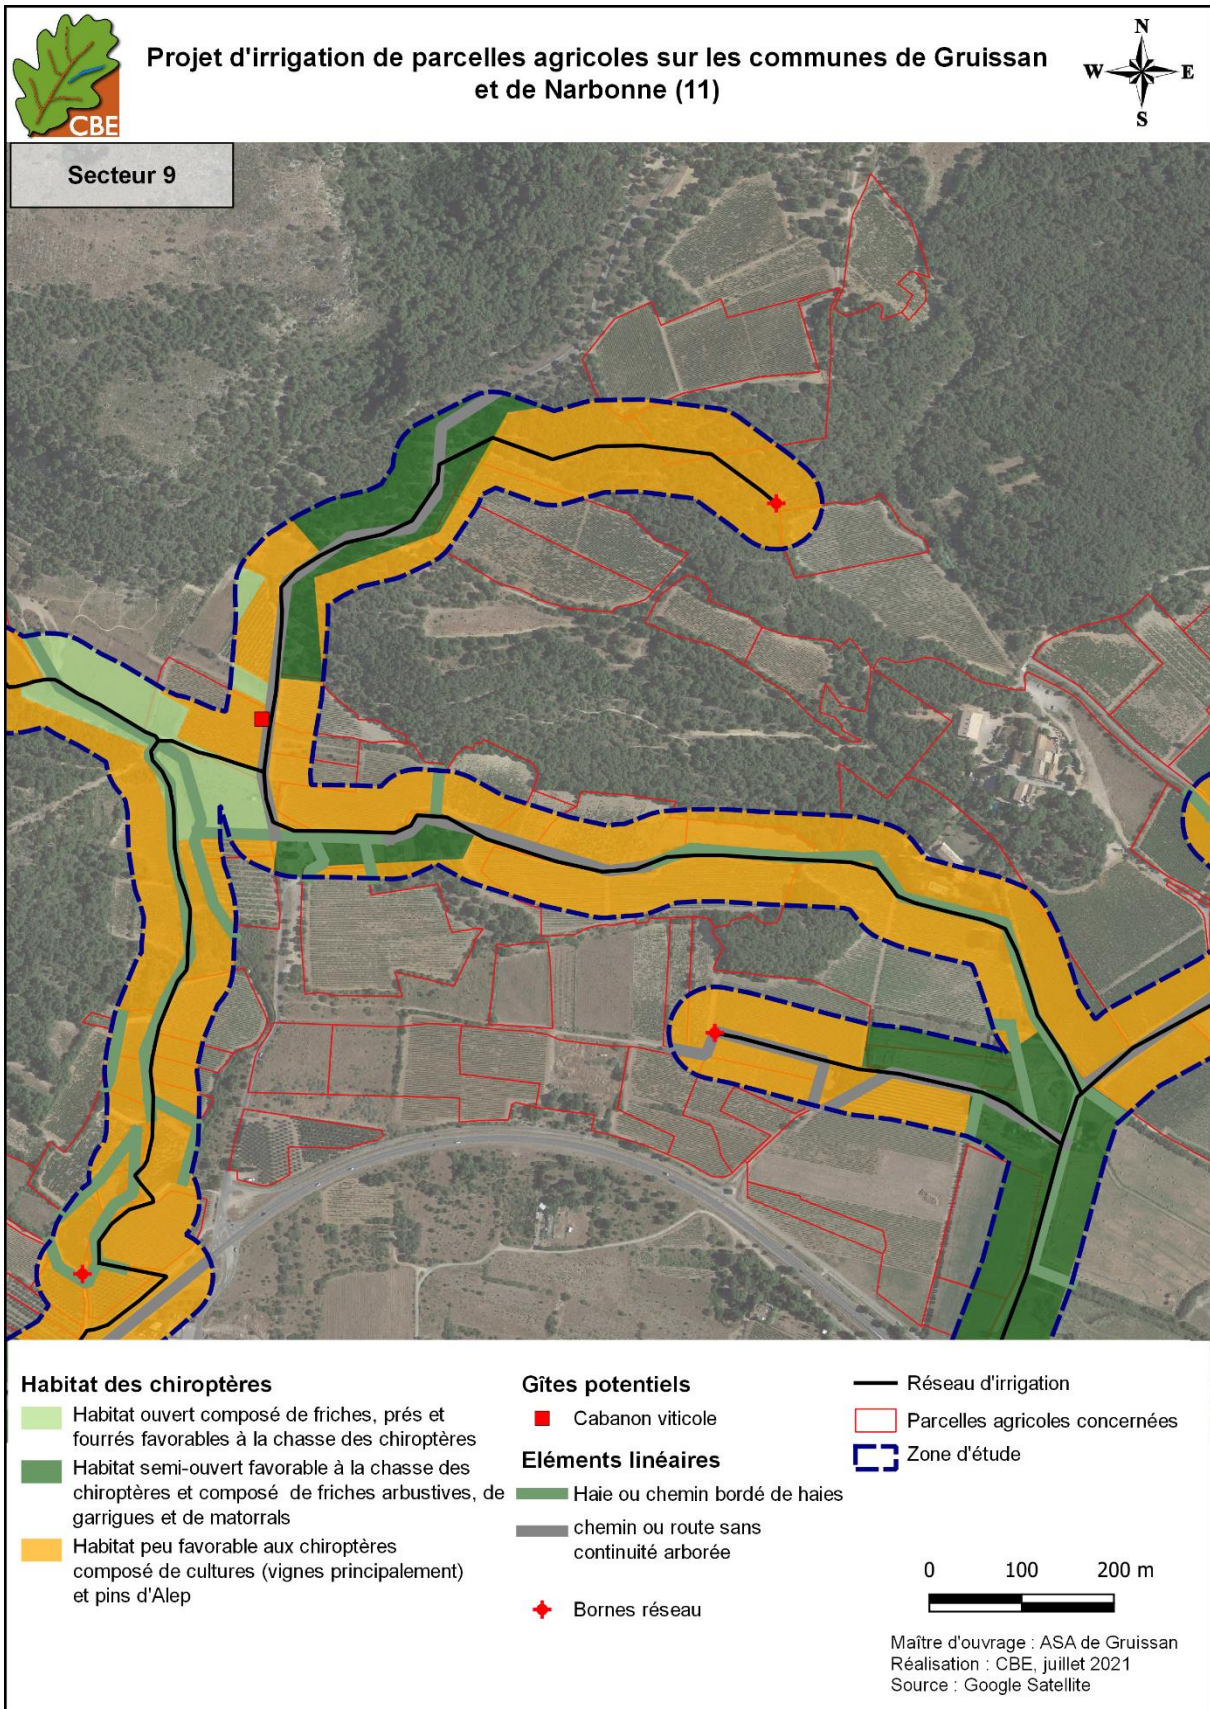 Projet d'irrigation de parcelles agricoles sur les communes de Gruissan
et de Narbonne (11)
CBE
N
W
E
S
Secteur 9
Habitat des chiroptères
Habitat ouvert composé de friches, prés et
fourrés favorables à la chasse des chiroptères
Habitat semi-ouvert favorable à la chasse des
chiroptères et composé de friches arbustives, de
garrigues et de matorrals
Habitat peu favorable aux chiroptères
composé de cultures (vignes principalement)
et pins d'Alep
Gîtes potentiels
Cabanon viticole
Eléments linéaires
Haie ou chemin bordé de haies
chemin ou route sans
continuité arborée
Bornes réseau
Réseau d'irrigation
Parcelles agricoles concernées
Zone d'étude
0 100 200 m
Maître d'ouvrage : ASA de Gruissan
Réalisation : CBE, juillet 2021
Source : Google Satellite